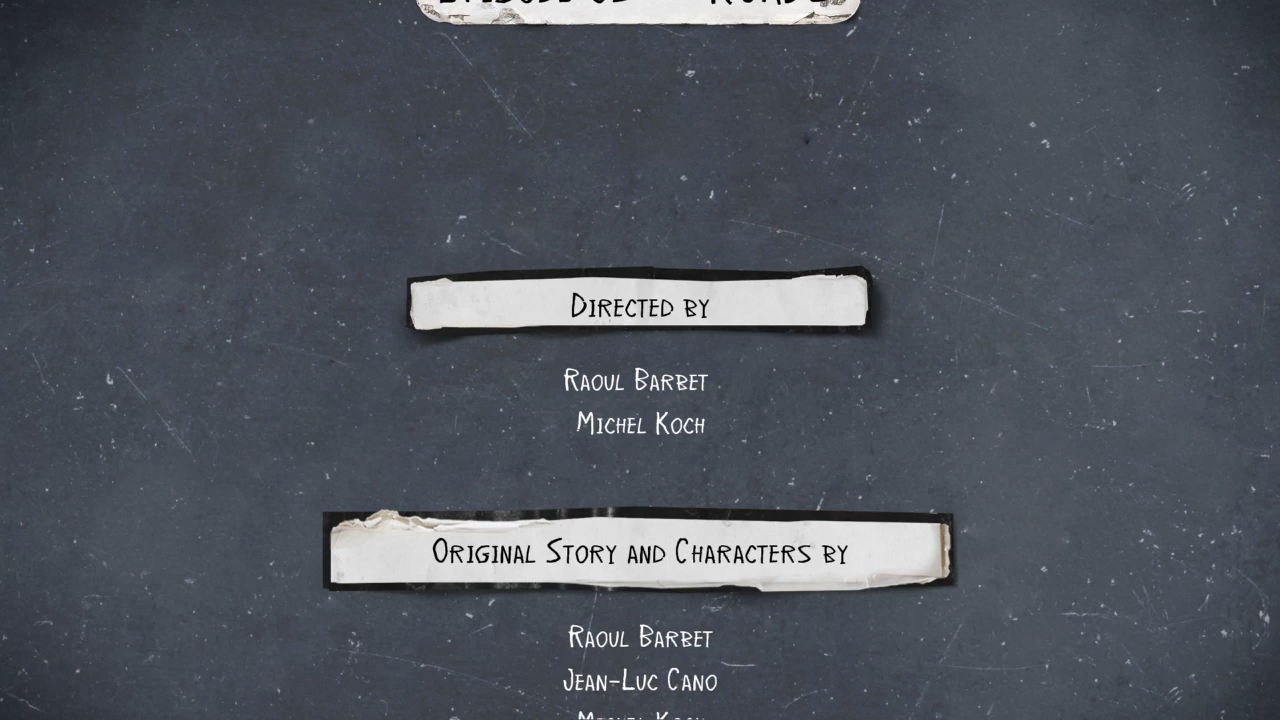 Directed by
Raoul Barbet
Michel Koch
Original Story and Characters by
Raoul Barbet
Jean-Luc Cano